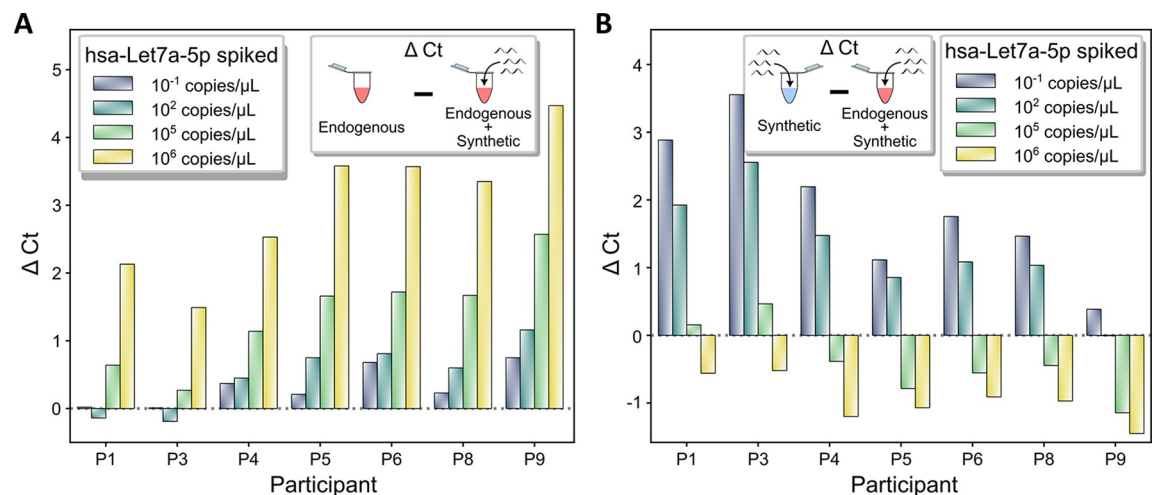 A
hsa-Let7a-5p spiked
10⁻¹ copies/µL
10² copies/µL
10⁵ copies/µL
10⁶ copies/µL
Δ Ct
Endogenous
Endogenous
+
Synthetic
Δ Ct
5
4
3
2
1
0
P1 P3 P4 P5 P6 P8 P9
Participant
B
Δ Ct
Synthetic
Endogenous
+
Synthetic
hsa-Let7a-5p spiked
10⁻¹ copies/µL
10² copies/µL
10⁵ copies/µL
10⁶ copies/µL
Δ Ct
4
3
2
1
0
-1
P1 P3 P4 P5 P6 P8 P9
Participant